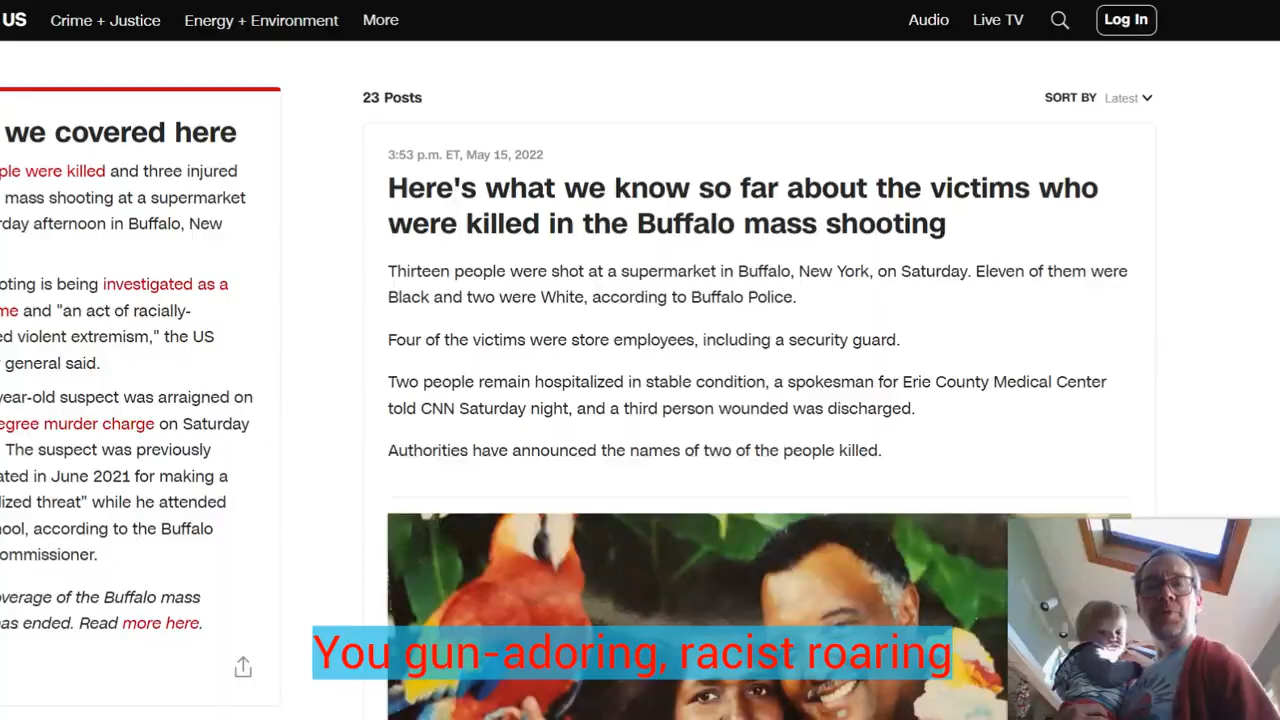 US Crime + Justice Energy + Environment More Audio Live TV Log In
we covered here
ple were killed and three injured
mass shooting at a supermarket
rday afternoon in Buffalo, New
oting is being investigated as a
me and "an act of racially-
ed violent extremism," the US
general said.
year-old suspect was arraigned on
egree murder charge on Saturday
The suspect was previously
ated in June 2021 for making a
lized threat" while he attended
ool, according to the Buffalo
ommissioner.
overage of the Buffalo mass
as ended. Read more here.
23 Posts SORT BY Latest
3:53 p.m. ET, May 15, 2022
Here's what we know so far about the victims who
were killed in the Buffalo mass shooting
Thirteen people were shot at a supermarket in Buffalo, New York, on Saturday. Eleven of them were
Black and two were White, according to Buffalo Police.
Four of the victims were store employees, including a security guard.
Two people remain hospitalized in stable condition, a spokesman for Erie County Medical Center
told CNN Saturday night, and a third person wounded was discharged.
Authorities have announced the names of two of the people killed.
You gun-adoring, racist roaring